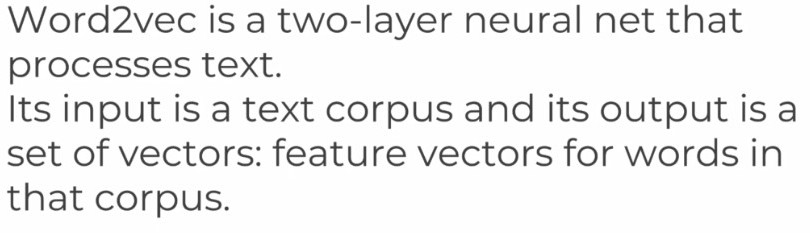 Word2vec is a two-layer neural net that
processes text.
Its input is a text corpus and its output is a
set of vectors: feature vectors for words in
that corpus.